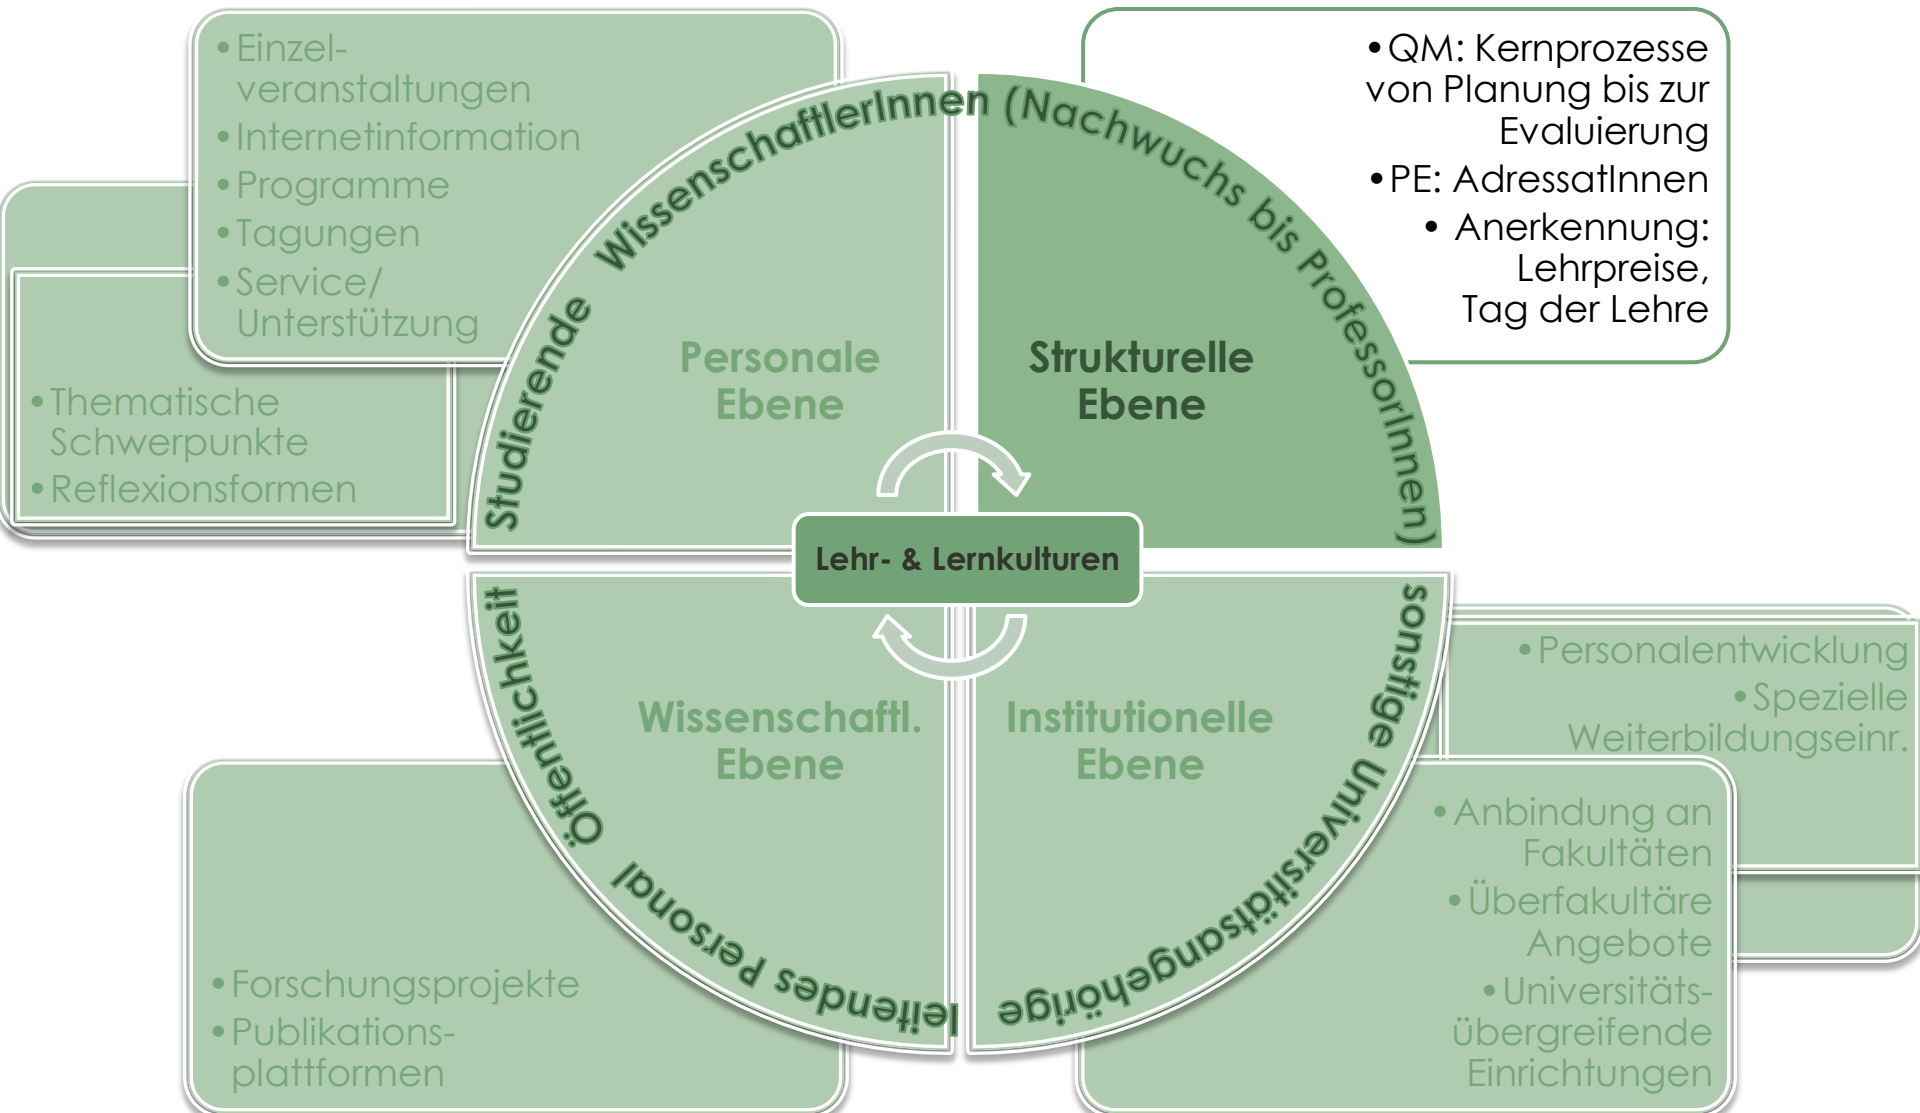 •Einzel-
veranstaltungen
•Internetinformation
•Programme
•Tagungen
•Service/
Unterstützung
•Thematische
Schwerpunkte
•Reflexionsformen
•QM: Kernprozesse
von Planung bis zur
Evaluierung
•PE: AdressatInnen
• Anerkennung:
Lehrpreise,
Tag der Lehre
Studierende WissenschaftlerInnen (Nachwuchs bis ProfessorInnen)
sonstige Universitätsangehörige
leitendes Personal Öffentlichkeit
Personale
Ebene
Strukturelle
Ebene
Lehr- & Lernkulturen
Wissenschaftl.
Ebene
Institutionelle
Ebene
•Forschungsprojekte
•Publikations-
plattformen
•Personalentwicklung
•Spezielle
Weiterbildungseinr.
•Anbindung an
Fakultäten
•Überfakultäre
Angebote
•Universitäts-
übergreifende
Einrichtungen